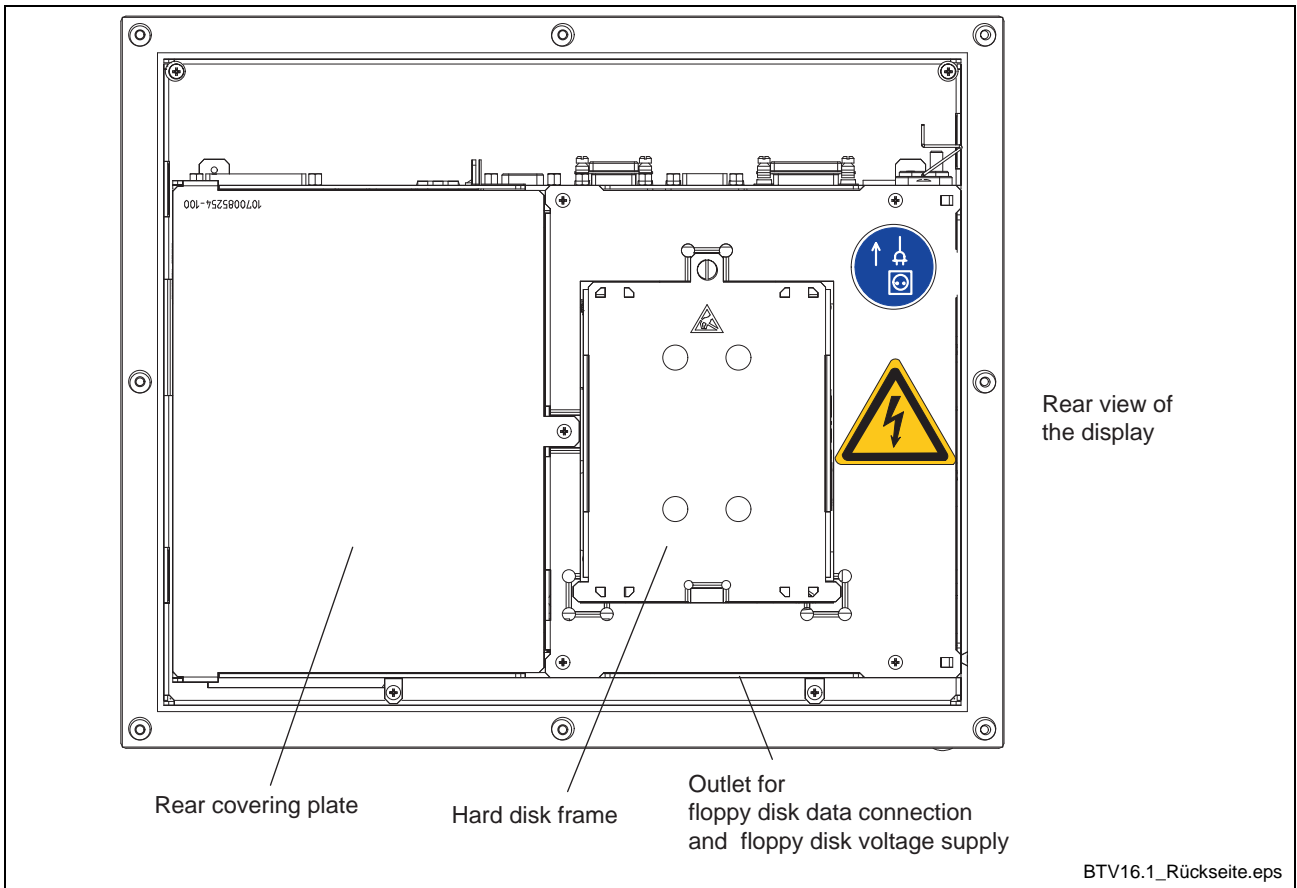 1070085254-100
Rear view of
the display
Rear covering plate
Hard disk frame
Outlet for
floppy disk data connection
and floppy disk voltage supply
BTV16.1_Rückseite.eps